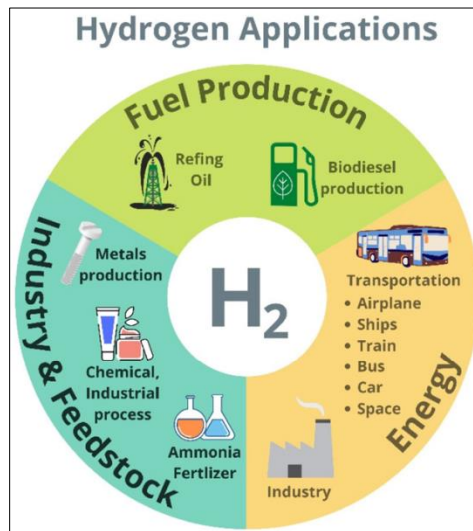 Hydrogen Applications
Fuel Production
Refing
Oil
Biodiesel
production
Industry & Feedstock
Metals
production
Chemical,
Industrial
process
Ammonia
Fertlizer
H2
Transportation
• Airplane
• Ships
• Train
• Bus
• Car
• Space
Energy
Industry